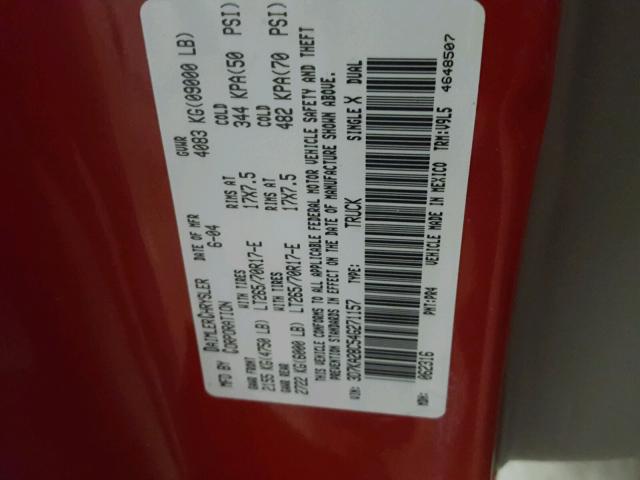 MFD BY DAIMLERCHRYSLER CORPORATION DATE OF MFR 6-04 GVWR 4083 KG(09000 LB)
GAWR FRONT WITH TIRES RIMS AT COLD
2155 KG(4750 LB) LT265/70R17-E 17X7.5 344 KPA(50 PSI)
GAWR REAR WITH TIRES RIMS AT COLD
2722 KG(6000 LB) LT265/70R17-E 17X7.5 482 KPA(70 PSI)
THIS VEHICLE CONFORMS TO ALL APPLICABLE FEDERAL MOTOR VEHICLE SAFETY AND THEFT
PREVENTION STANDARDS IN EFFECT ON THE DATE OF MANUFACTURE SHOWN ABOVE.
VIN: 3D7KA28C54G271157 TYPE: TRUCK SINGLE X DUAL
MDH: 062316 PNT:PR4 VEHICLE MADE IN MEXICO TRM:V9L5 4648507